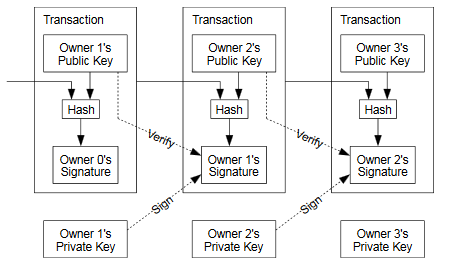 Transaction
Owner 1's
Public Key
Hash
Owner 0's
Signature
Transaction
Owner 2's
Public Key
Hash
Verify
Owner 1's
Signature
Transaction
Owner 3's
Public Key
Hash
Verify
Owner 2's
Signature
Owner 1's
Private Key
Sign
Owner 2's
Private Key
Sign
Owner 3's
Private Key